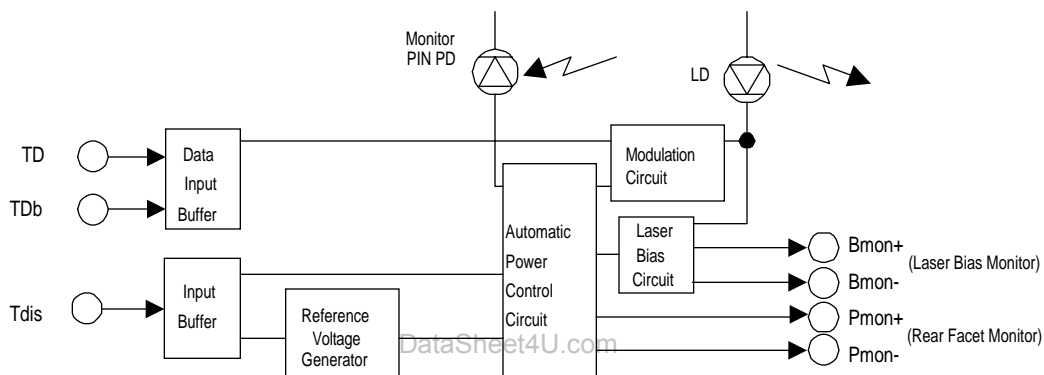 Monitor
PIN PD
LD
TD
Data
Input
Buffer
TDb
Modulation
Circuit
Automatic
Power
Control
Circuit
Laser
Bias
Circuit
Bmon+
(Laser Bias Monitor)
Bmon-
Tdis
Input
Buffer
Reference
Voltage
Generator
Pmon+
(Rear Facet Monitor)
Pmon-
DataSheet4U.com